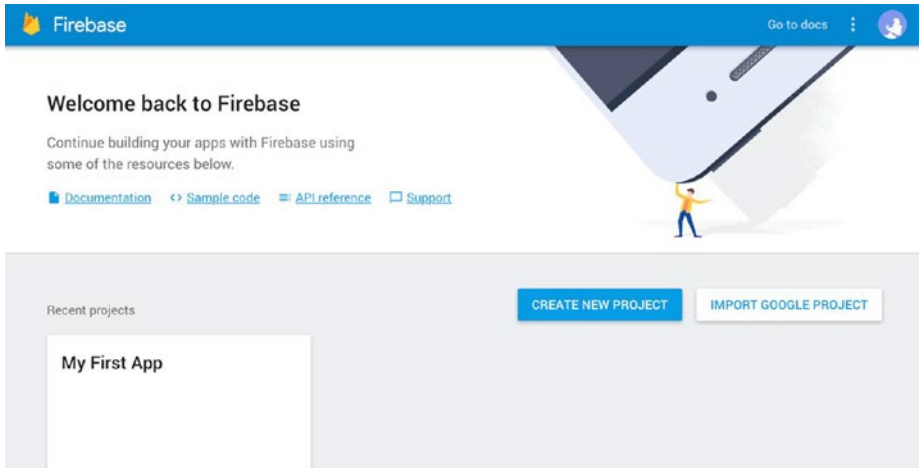 Firebase
Go to docs
Welcome back to Firebase
Continue building your apps with Firebase using
some of the resources below.
Documentation Sample code API reference Support
Recent projects
CREATE NEW PROJECT IMPORT GOOGLE PROJECT
My First App